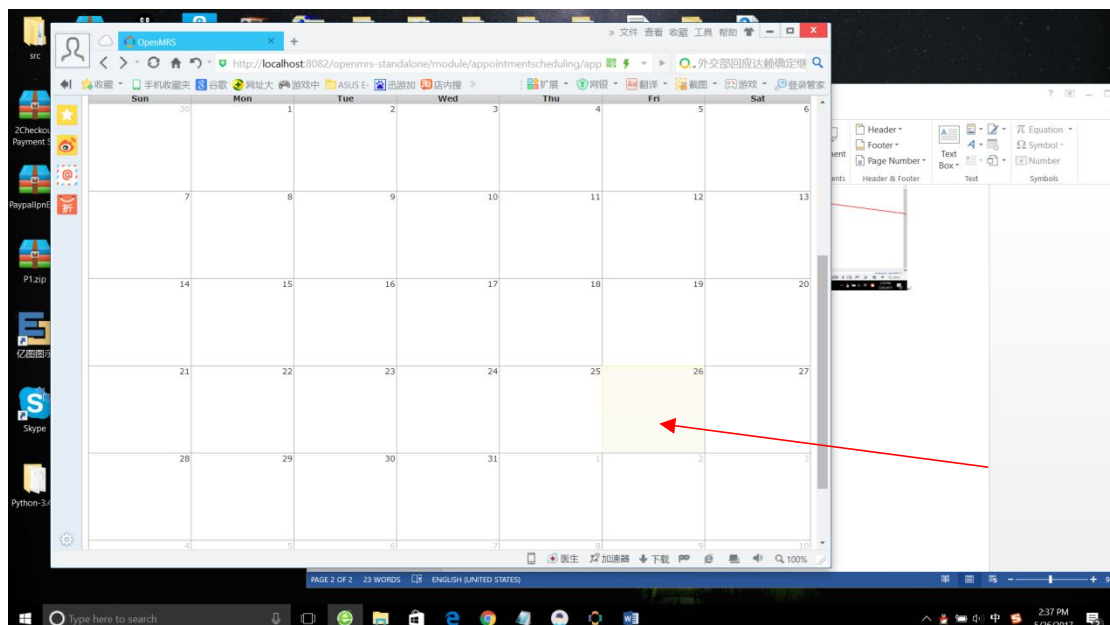 src
2Checkou
Payment S
PaypalIpnE
P1.zip
亿图图示
Skype
Python-3.4
OpenMRS
» 文件 查看 收藏 工具 帮助
http://localhost:8082/openmrs-standalone/module/appointmentscheduling/app
外交部回应达赖确定继
收藏 手机收藏夹 谷歌 网址大 游戏中 ASUS E- 迅游加 店内搜 » 扩展 网银 翻译 截图 游戏 登录管家
Sun Mon Tue Wed Thu Fri Sat
30 1 2 3 4 5 6
7 8 9 10 11 12 13
14 15 16 17 18 19 20
21 22 23 24 25 26 27
28 29 30 31 1 2 3
4 5 6 7 8 9 10
医生 加速器 下载 100%
Header
Footer
Page Number
Header & Footer
Text
Box
Text
π Equation
Ω Symbol
Number
Symbols
PAGE 2 OF 2 23 WORDS ENGLISH (UNITED STATES)
Type here to search
中
2:37 PM
5/26/2017